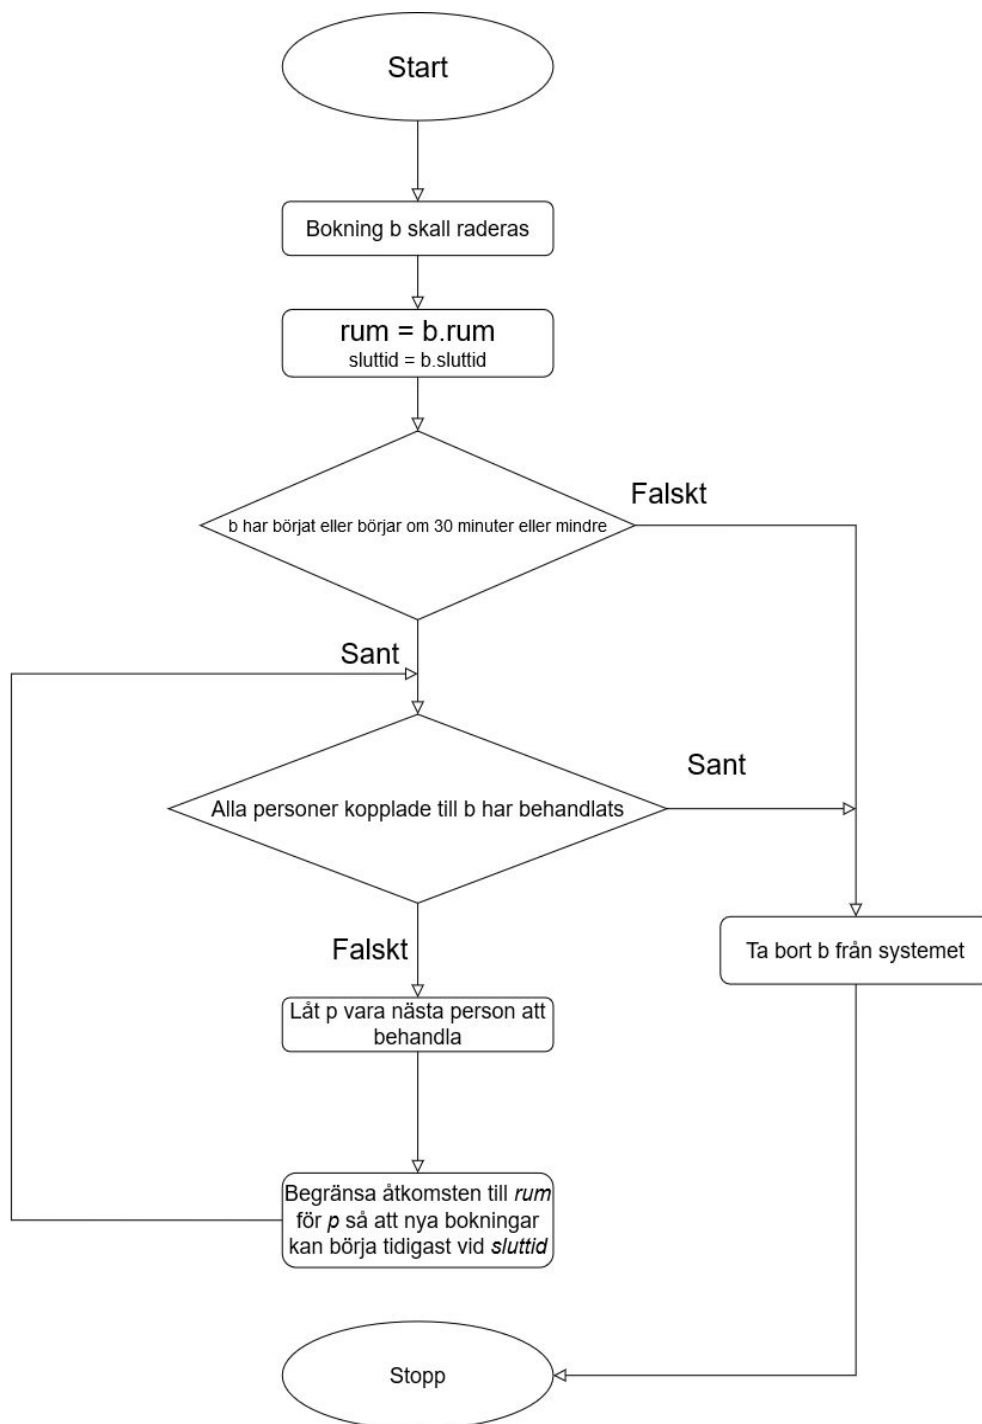 Start
Bokning b skall raderas
rum = b.rum
sluttid = b.sluttid
Falskt
b har börjat eller börjar om 30 minuter eller mindre
Sant
Sant
Alla personer kopplade till b har behandlats
Falskt
Ta bort b från systemet
Låt p vara nästa person att
behandla
Begränsa åtkomsten till rum
för p så att nya bokningar
kan börja tidigast vid sluttid
Stopp